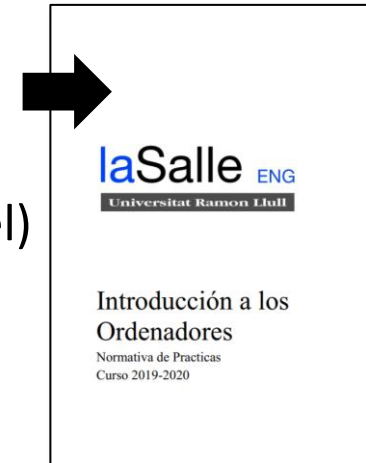 laSalle ENG
Universitat Ramon Llull
Introducción a los
Ordenadores
Normativa de Practicas
Curso 2019-2020